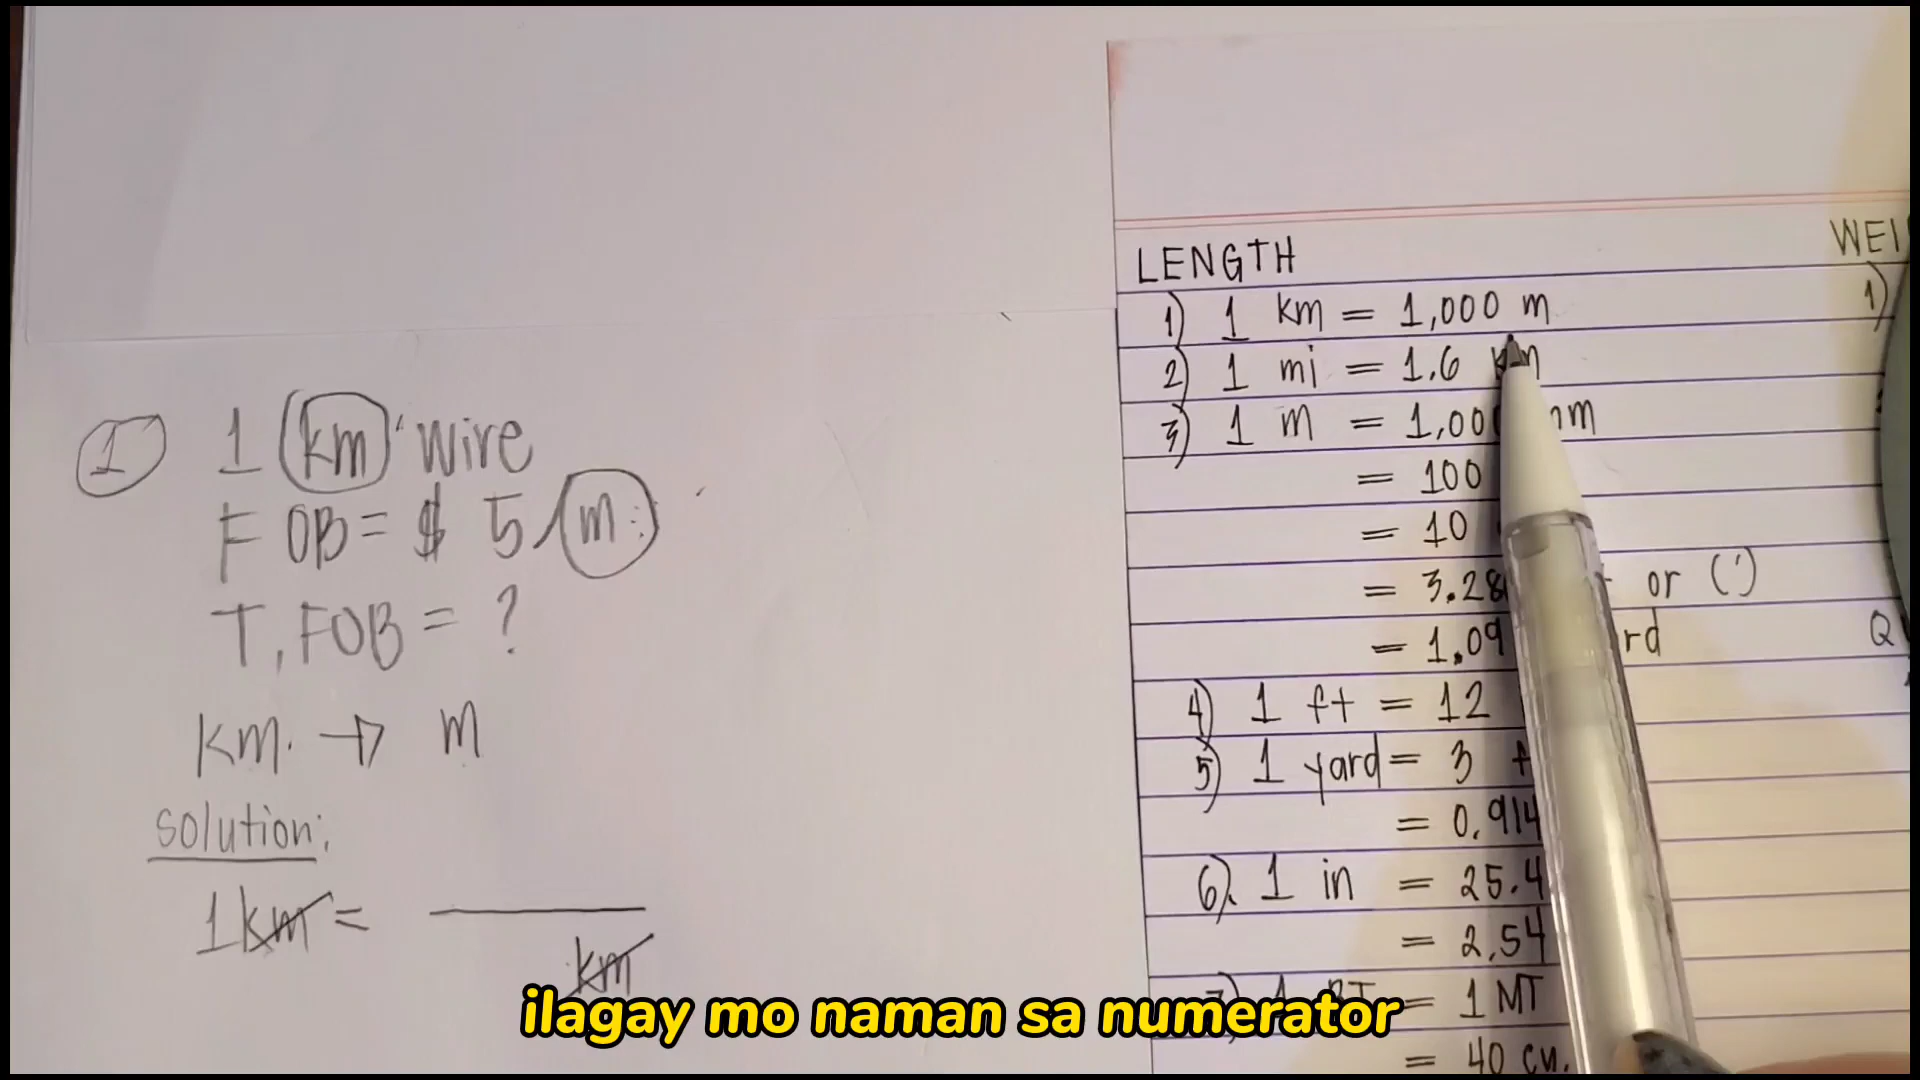 1 1 km wire
FOB = $ 5/m
T, FOB = ?
km → m
solution:
1km =
km
LENGTH
1) 1 km = 1,000 m
2) 1 mi = 1.6 km
3) 1 m = 1,000 mm
= 100
= 10
= 3.28 or (')
= 1.09
4) 1 ft = 12
5) 1 yard = 3
= 0.914
6). 1 in = 25.4
= 2.54
= 1 MT
= 40 cu.
1)
ilagay mo naman sa numerator